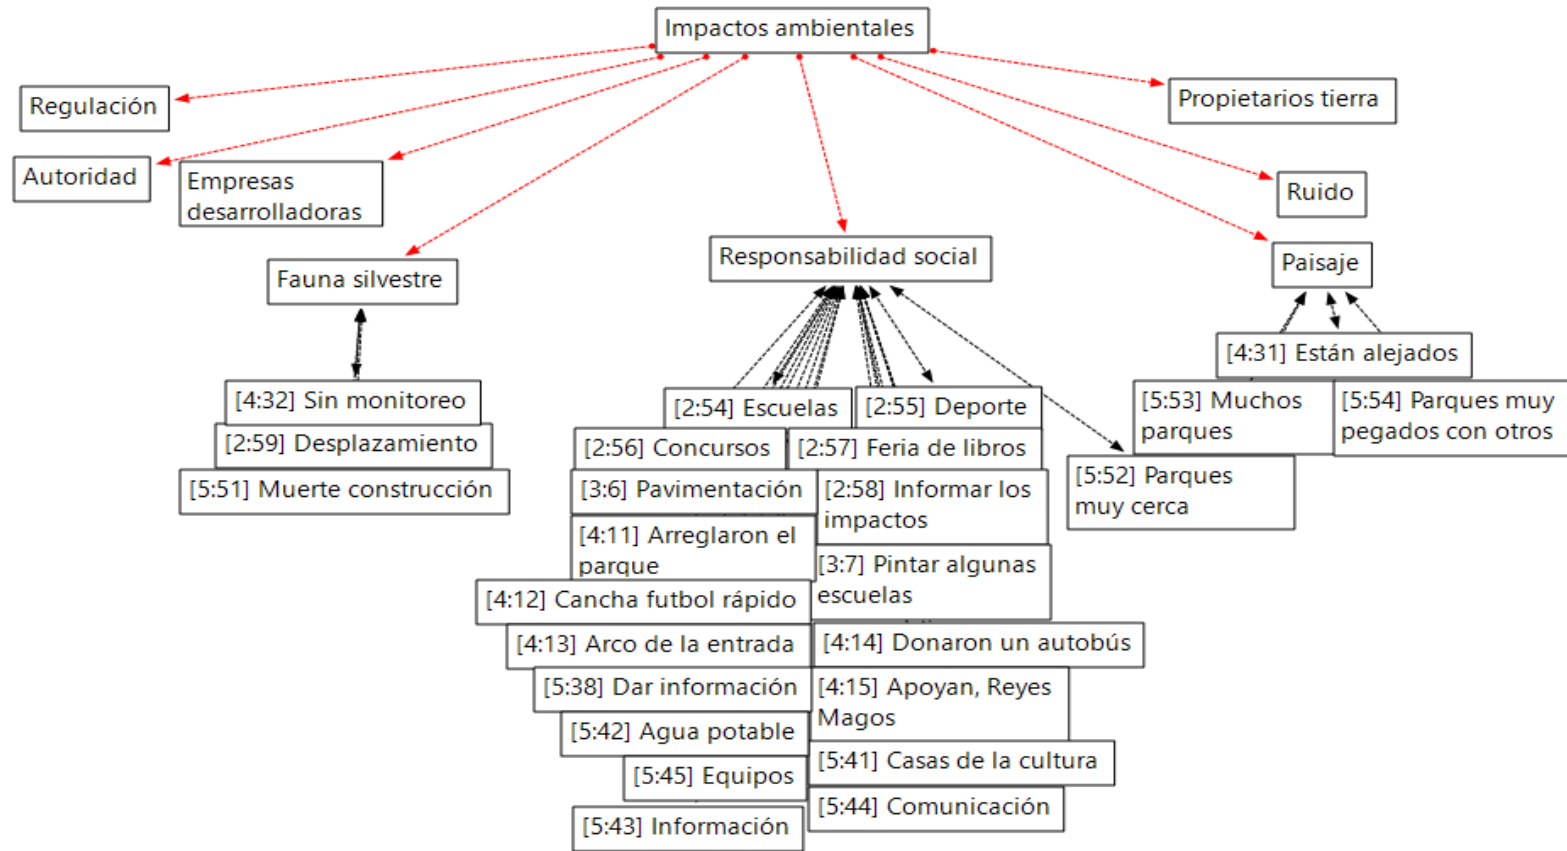 Impactos ambientales
Regulación
Propietarios tierra
Autoridad
Empresas
desarrolladoras
Ruido
Fauna silvestre
Responsabilidad social
Paisaje
[4:32] Sin monitoreo
[2:59] Desplazamiento
[5:51] Muerte construcción
[2:54] Escuelas
[2:55] Deporte
[2:56] Concursos
[2:57] Feria de libros
[3:6] Pavimentación
[2:58] Informar los
impactos
[4:11] Arreglaron el
parque
[3:7] Pintar algunas
escuelas
[4:12] Cancha futbol rápido
[4:13] Arco de la entrada
[4:14] Donaron un autobús
[5:38] Dar información
[4:15] Apoyan, Reyes
Magos
[5:42] Agua potable
[5:41] Casas de la cultura
[5:45] Equipos
[5:44] Comunicación
[5:43] Información
[4:31] Están alejados
[5:53] Muchos
parques
[5:54] Parques muy
pegados con otros
[5:52] Parques
muy cerca